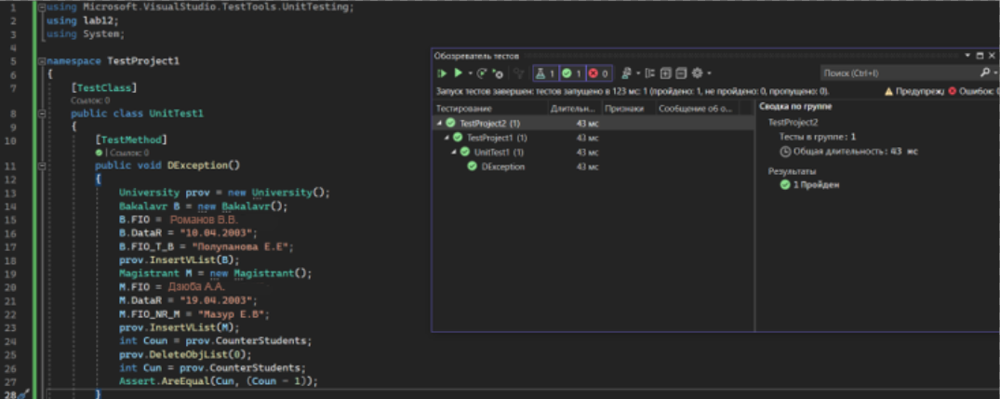 1 using Microsoft.VisualStudio.TestTools.UnitTesting;
2 using lab12;
3 using System;
4
5 namespace TestProject1
6 {
7 [TestClass]
Ссылок: 0
8 public class UnitTest1
9 {
10 [TestMethod]
| Ссылок: 0
11 public void DException()
12 {
13 University prov = new University();
14 Bakalavr B = new Bakalavr();
15 B.FIO = Романов В.В.
16 B.DataR = "10.04.2003";
17 B.FIO_T_B = "Полупанова Е.Е";
18 prov.InsertVList(B);
19 Magistrant M = new Magistrant();
20 M.FIO = Дзюба А.А.
21 M.DataR = "19.04.2003";
22 M.FIO_NR_M = "Мазур Е.В";
23 prov.InsertVList(M);
24 int Coun = prov.CounterStudents;
25 prov.DeleteObjList(0);
26 int Cun = prov.CounterStudents;
27 Assert.AreEqual(Cun, (Coun - 1));
28 }
Обозреватель тестов
1 1 0
Поиск (Ctrl+I)
Запуск тестов завершен: тестов запущено в 123 мс: 1 (пройдено: 1, не пройдено: 0, пропущено: 0). 0 Предупреж 0 Ошибок
Тестирование Длительн... Признаки Сообщение об о...
TestProject2 (1) 43 мс
TestProject1 (1) 43 мс
UnitTest1 (1) 43 мс
DException 43 мс
Сводка по группе
TestProject2
Тесты в группе: 1
Общая длительность: 43 мс
Результаты
1 Пройден